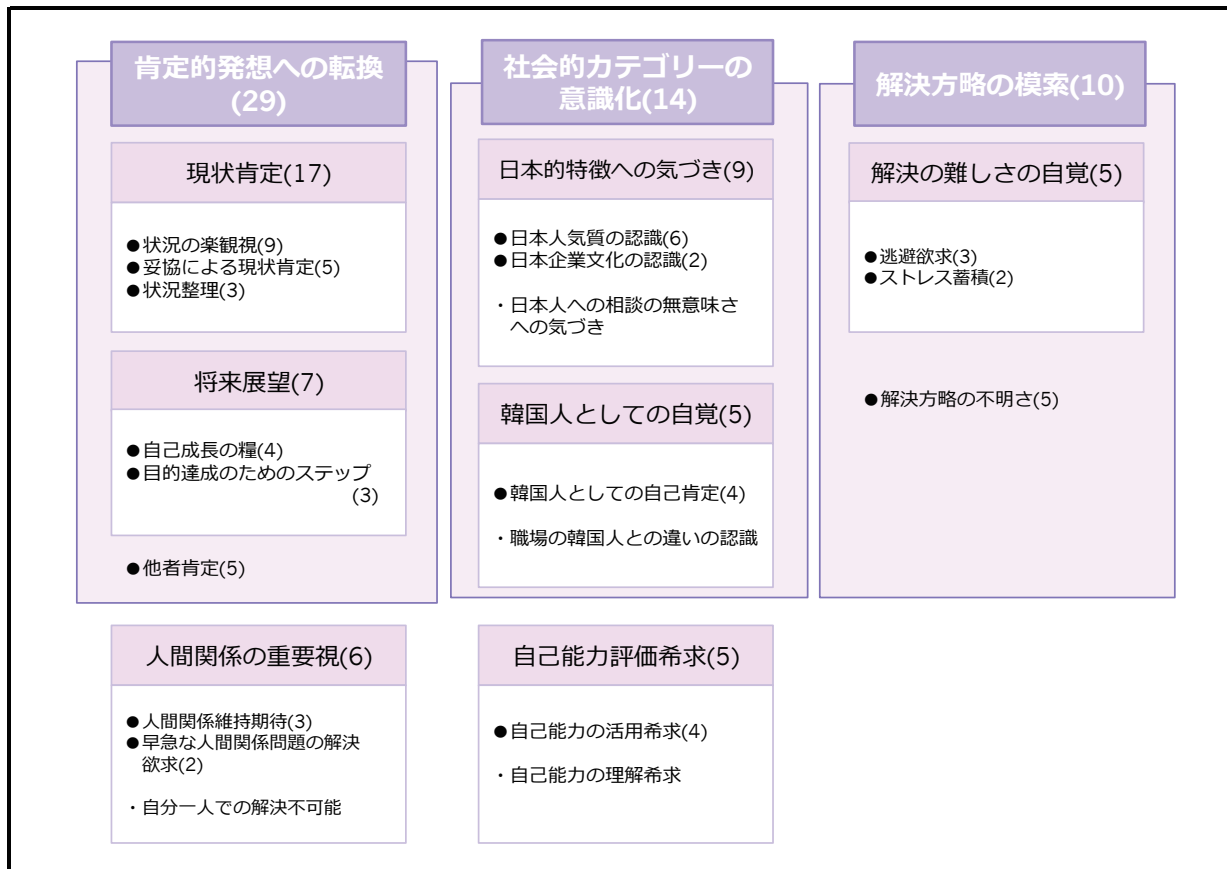 肯定的発想への転換
(29)
現状肯定(17)
●状況の楽観視(9)
●妥協による現状肯定(5)
●状況整理(3)
将来展望(7)
●自己成長の糧(4)
●目的達成のためのステップ
(3)
●他者肯定(5)
社会的カテゴリーの
意識化(14)
日本的特徴への気づき(9)
●日本人気質の認識(6)
●日本企業文化の認識(2)
・日本人への相談の無意味さ
への気づき
韓国人としての自覚(5)
●韓国人としての自己肯定(4)
・職場の韓国人との違いの認識
解決方略の模索(10)
解決の難しさの自覚(5)
●逃避欲求(3)
●ストレス蓄積(2)
●解決方略の不明さ(5)
人間関係の重要視(6)
●人間関係維持期待(3)
●早急な人間関係問題の解決
欲求(2)
・自分一人での解決不可能
自己能力評価希求(5)
●自己能力の活用希求(4)
・自己能力の理解希求